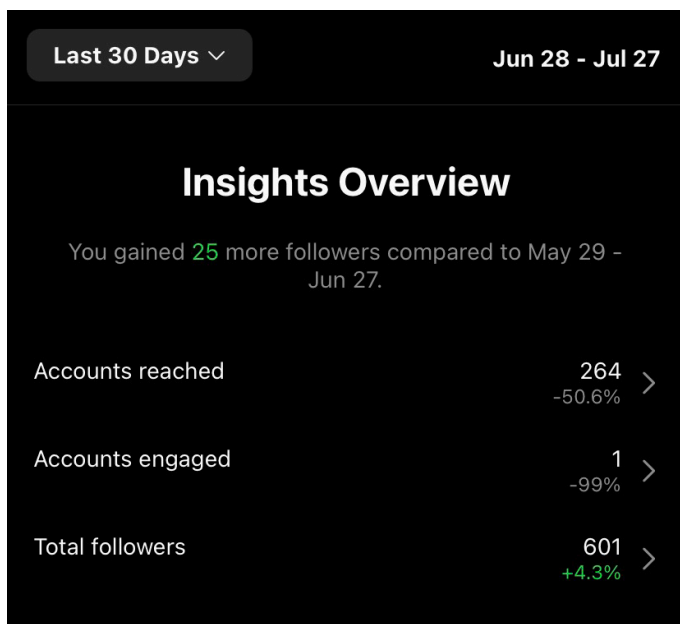 Last 30 Days
Jun 28 - Jul 27
Insights Overview
You gained 25 more followers compared to May 29 -
Jun 27.
Accounts reached
264
-50.6%
Accounts engaged
1
-99%
Total followers
601
+4.3%